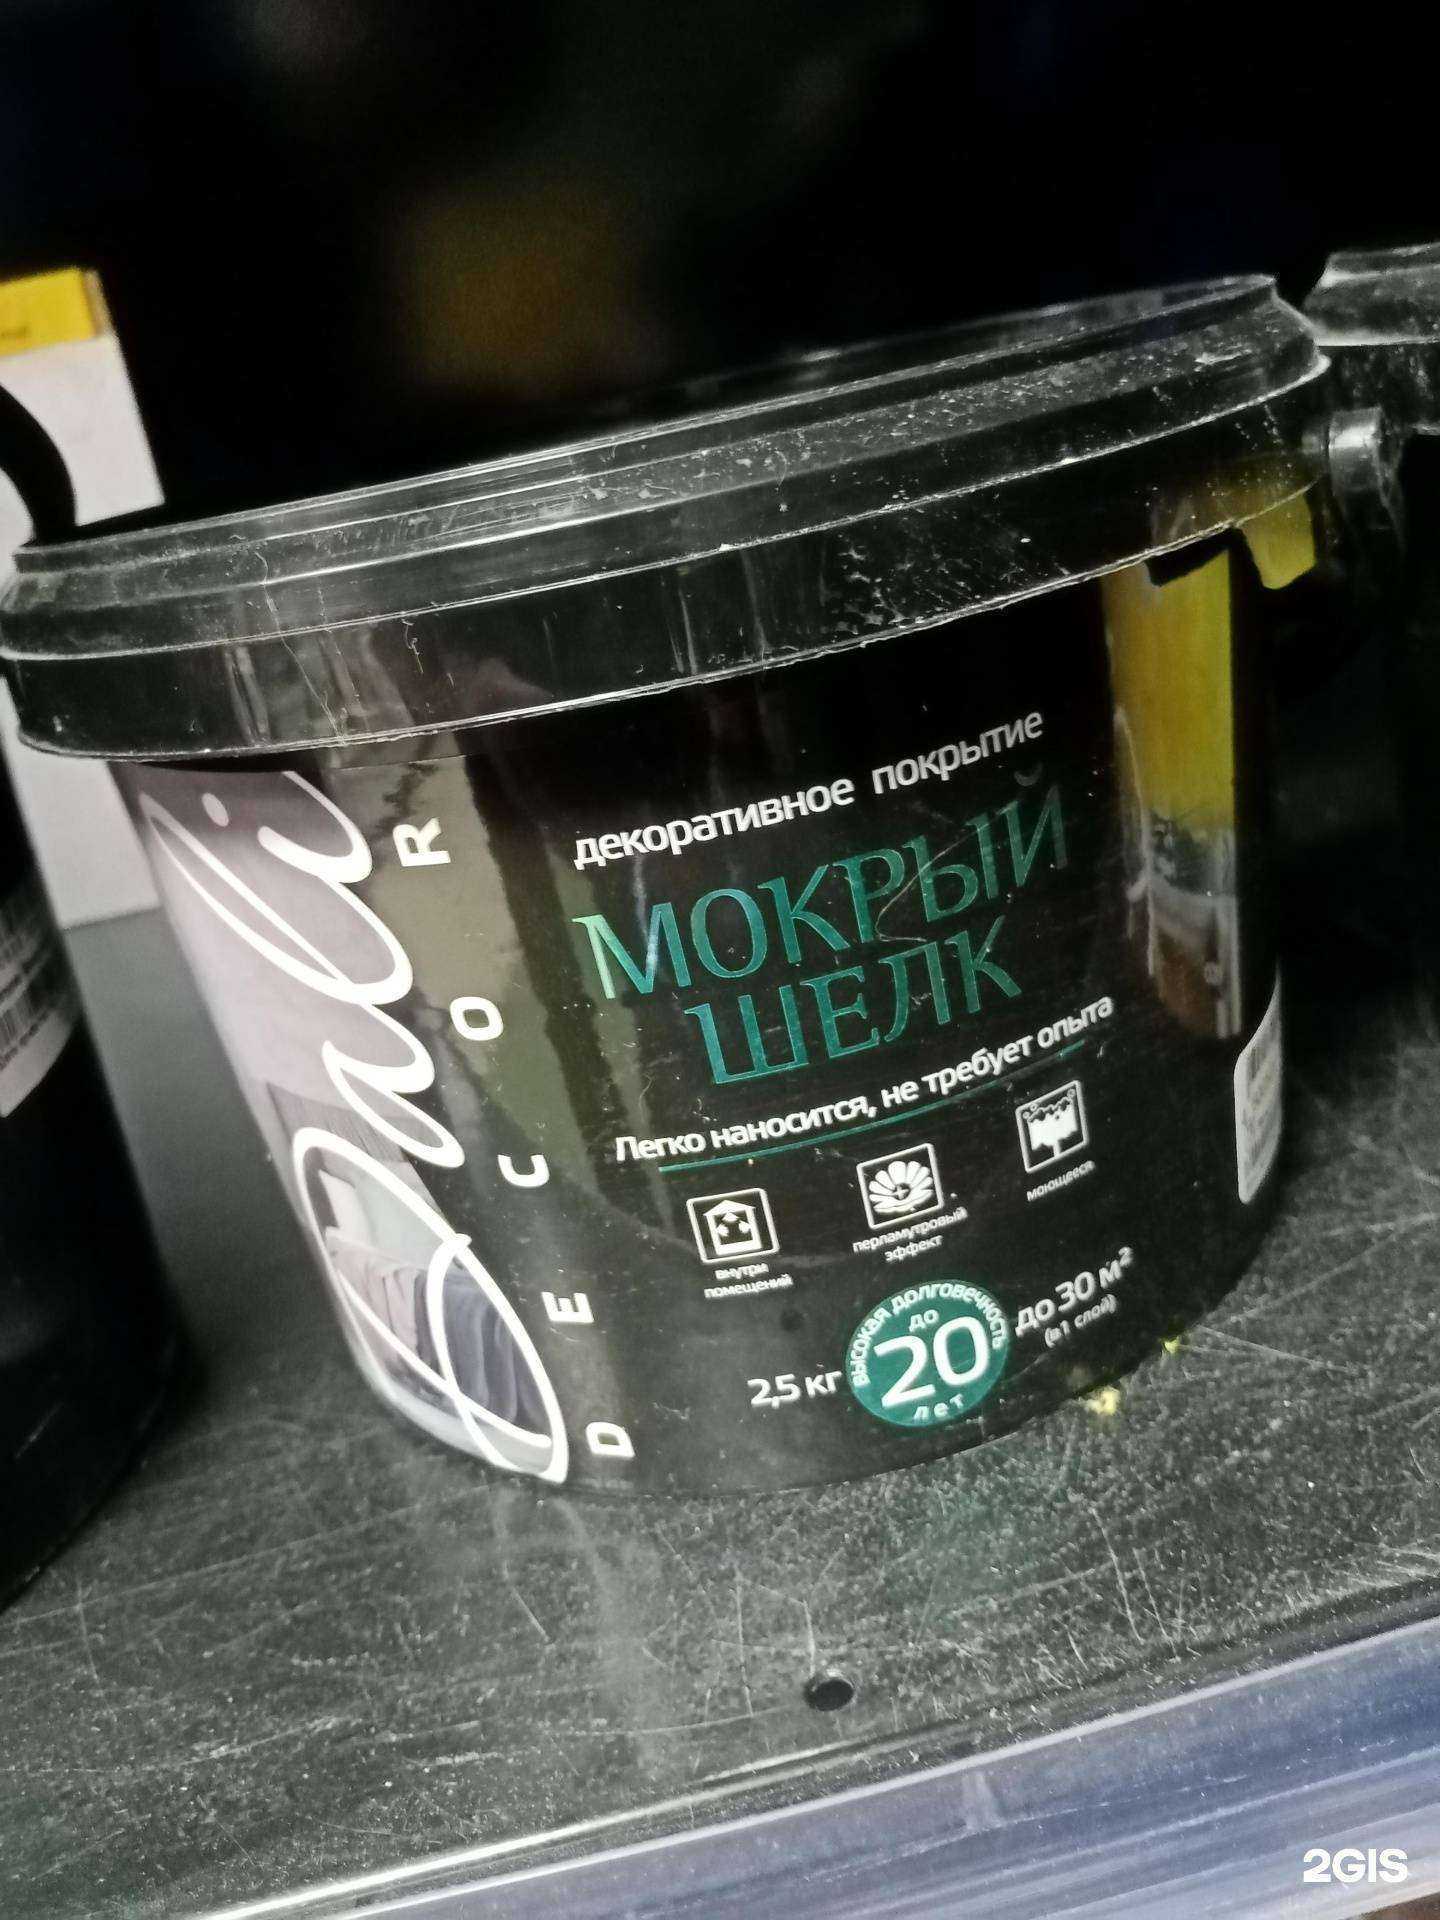 Dali
DECOR
декоративное покрытие
МОКРЫЙ
ШЕЛК
Легко наносится, не требует опыта
внутри
помещений
перламутровый
эффект
моющееся
2,5 кг
высокая долговечность
до
20
лет
до 30 м²
(в 1 слой)
2GIS